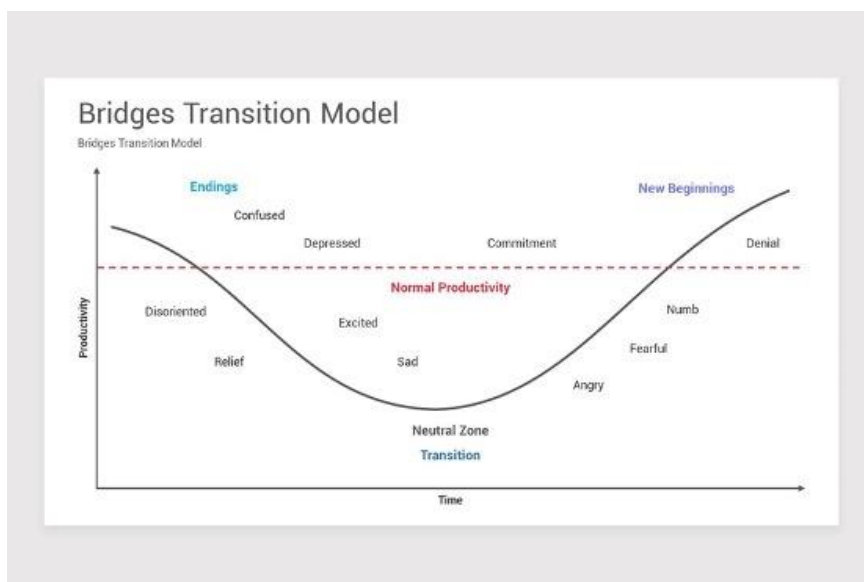 Bridges Transition Model
Bridges Transition Model
Endings
New Beginnings
Confused
Depressed
Commitment
Denial
Normal Productivity
Disoriented
Numb
Excited
Fearful
Relief
Sad
Angry
Neutral Zone
Transition
Productivity
Time